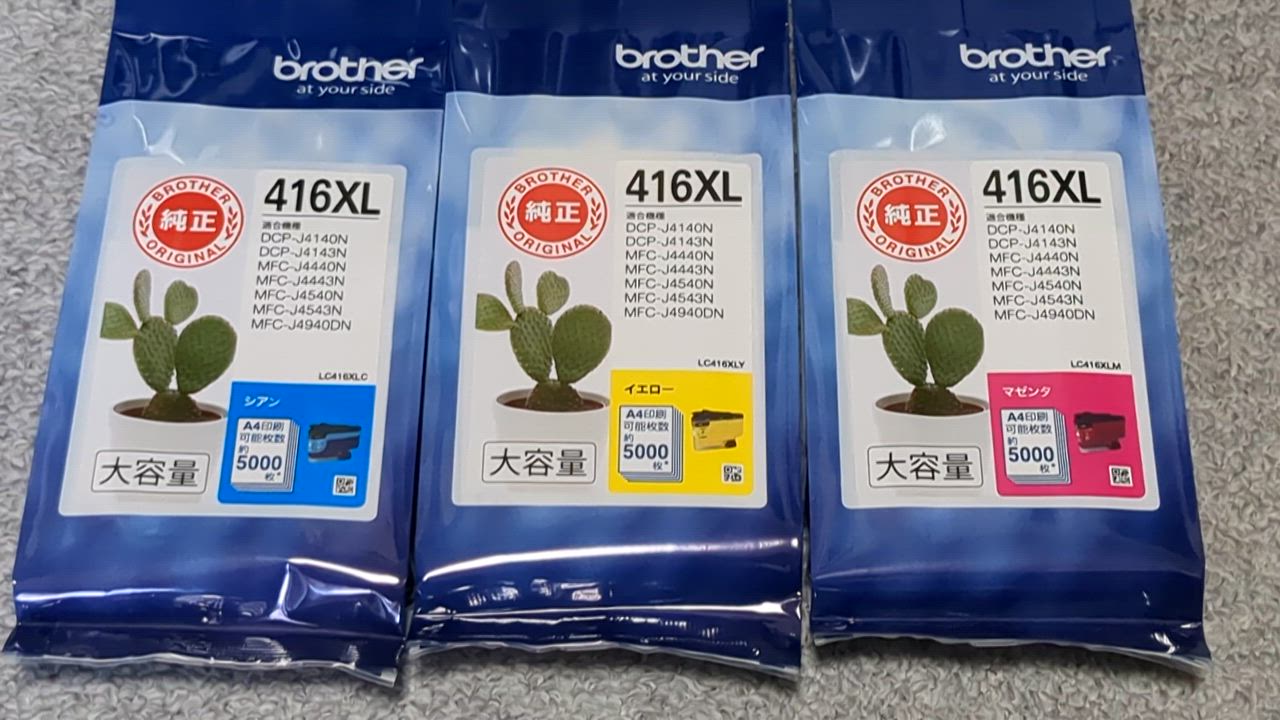 brother
at your side
BROTHER
純正
ORIGINAL
416XL
適合機種
DCP-J4140N
DCP-J4143N
MFC-J4440N
MFC-J4443N
MFC-J4540N
MFC-J4543N
MFC-J4940DN
LC416XLC
シアン
A4印刷
可能枚数
約
5000
枚*
大容量
brother
at your side
BROTHER
純正
ORIGINAL
416XL
適合機種
DCP-J4140N
DCP-J4143N
MFC-J4440N
MFC-J4443N
MFC-J4540N
MFC-J4543N
MFC-J4940DN
LC416XLY
イエロー
A4印刷
可能枚数
約
5000
枚*
大容量
brother
at your side
BROTHER
純正
ORIGINAL
416XL
適合機種
DCP-J4140N
DCP-J4143N
MFC-J4440N
MFC-J4443N
MFC-J4540N
MFC-J4543N
MFC-J4940DN
LC416XLM
マゼンタ
A4印刷
可能枚数
約
5000
枚*
大容量